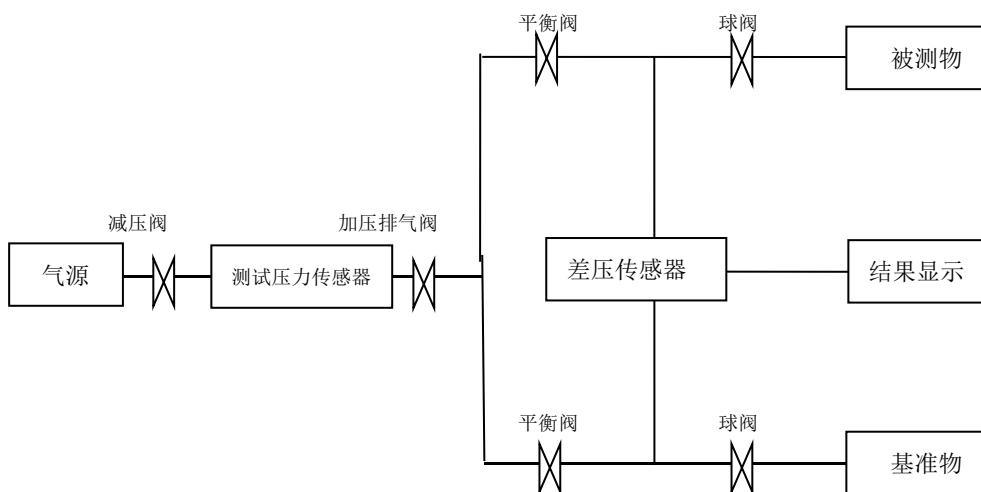 平衡阀
球阀
被测物
减压阀
加压排气阀
气源
测试压力传感器
差压传感器
结果显示
平衡阀
球阀
基准物